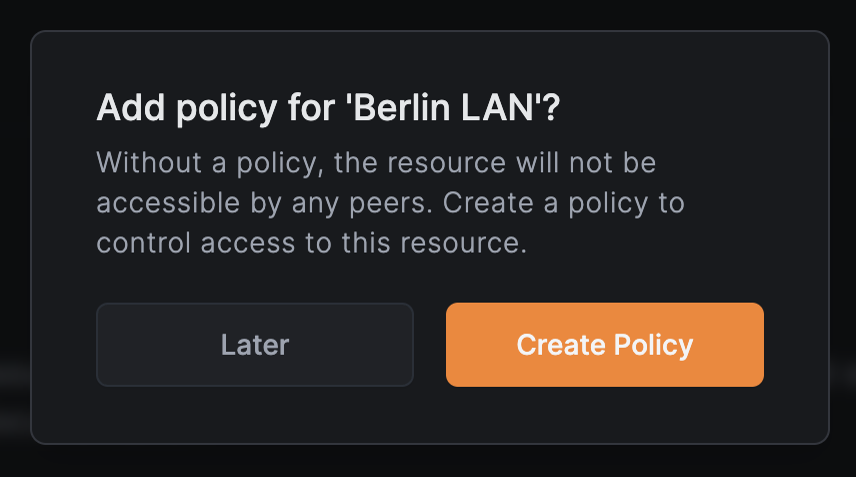 Add policy for 'Berlin LAN'?
Without a policy, the resource will not be
accessible by any peers. Create a policy to
control access to this resource.
Later
Create Policy